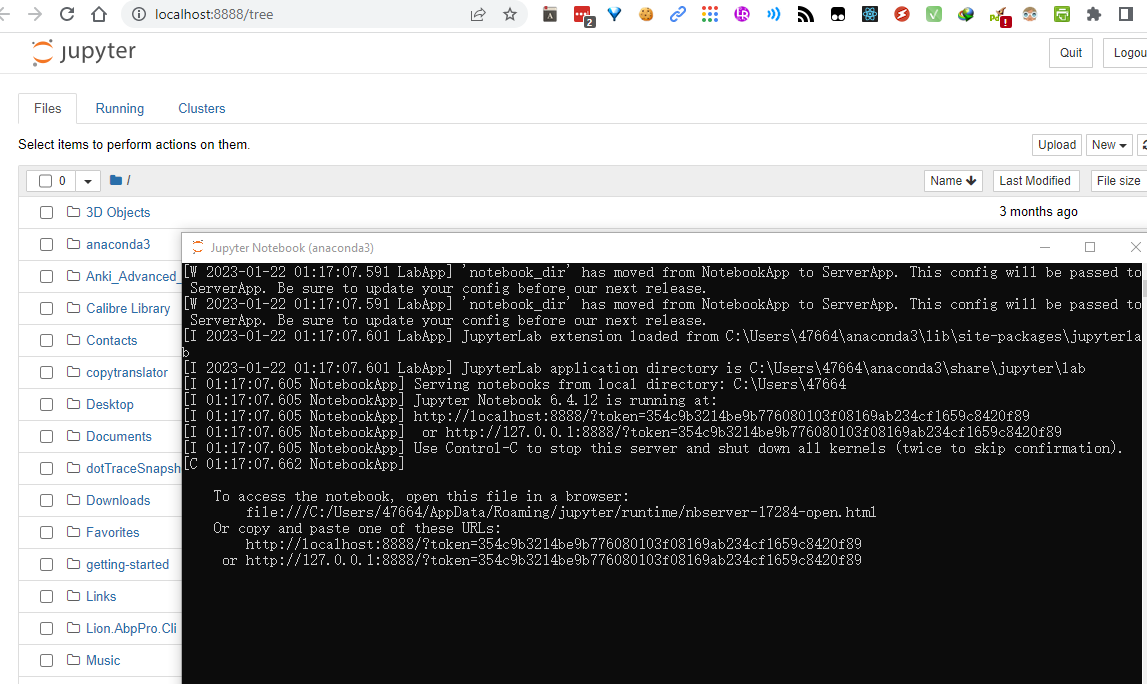 localhost:8888/tree
2
jupyter
Quit
Logou
Files
Running
Clusters
Select items to perform actions on them.
Upload
New
0
/
Name
Last Modified
File size
3D Objects
3 months ago
anaconda3
Anki_Advanced_
Calibre Library
Contacts
copytranslator
Desktop
Documents
dotTraceSnapsh
Downloads
Favorites
getting-started
Links
Lion.AbpPro.Cli
Music
Jupyter Notebook (anaconda3)
[W 2023-01-22 01:17:07.591 LabApp] 'notebook_dir' has moved from NotebookApp to ServerApp. This config will be passed to
ServerApp. Be sure to update your config before our next release.
[W 2023-01-22 01:17:07.591 LabApp] 'notebook_dir' has moved from NotebookApp to ServerApp. This config will be passed to
ServerApp. Be sure to update your config before our next release.
[I 2023-01-22 01:17:07.601 LabApp] JupyterLab extension loaded from C:\Users\47664\anaconda3\lib\site-packages\jupyterla
b
[I 2023-01-22 01:17:07.601 LabApp] JupyterLab application directory is C:\Users\47664\anaconda3\share\jupyter\lab
[I 01:17:07.605 NotebookApp] Serving notebooks from local directory: C:\Users\47664
[I 01:17:07.605 NotebookApp] Jupyter Notebook 6.4.12 is running at:
[I 01:17:07.605 NotebookApp] http://localhost:8888/?token=354c9b3214be9b776080103f08169ab234cf1659c8420f89
[I 01:17:07.605 NotebookApp]  or http://127.0.0.1:8888/?token=354c9b3214be9b776080103f08169ab234cf1659c8420f89
[I 01:17:07.605 NotebookApp] Use Control-C to stop this server and shut down all kernels (twice to skip confirmation).
[C 01:17:07.662 NotebookApp]
To access the notebook, open this file in a browser:
file:///C:/Users/47664/AppData/Roaming/jupyter/runtime/nbserver-17284-open.html
Or copy and paste one of these URLs:
http://localhost:8888/?token=354c9b3214be9b776080103f08169ab234cf1659c8420f89
or http://127.0.0.1:8888/?token=354c9b3214be9b776080103f08169ab234cf1659c8420f89